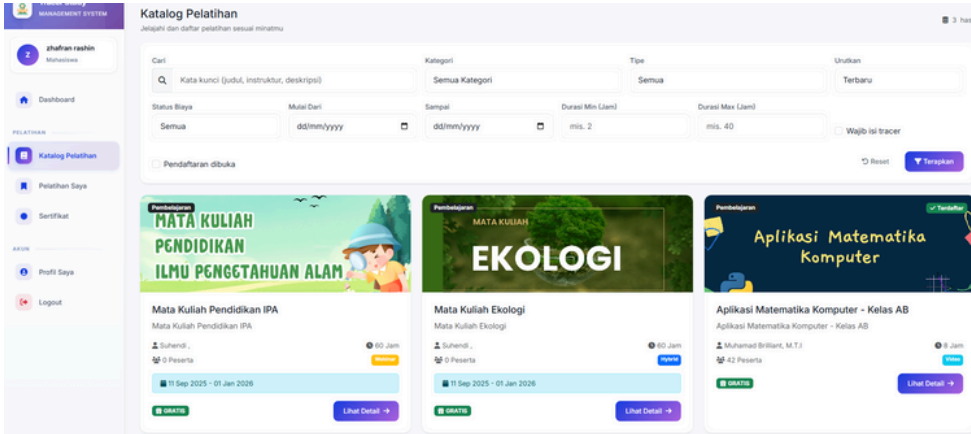 MANAGEMENT SYSTEM
Z
zhafran rashin
Mahasiswa
Dashboard
PELATIHAN
Katalog Pelatihan
Pelatihan Saya
Sertifikat
AKUN
Profil Saya
Logout
Katalog Pelatihan
Jelajahi dan daftar pelatihan sesuai minatmu
3
Cari
Kata kunci (judul, instruktur, deskripsi)
Kategori
Semua Kategori
Tipe
Semua
Urutkan
Terbaru
Status Biaya
Semua
Mulai Dari
dd/mm/yyyy
Sampai
dd/mm/yyyy
Durasi Min (Jam)
mis. 2
Durasi Max (Jam)
mis. 40
Wajib isi tracer
Pendaftaran dibuka
Reset
Terapkan
Pembelajaran
MATA KULIAH
PENDIDIKAN
ILMU PENGETAHUAN ALAM
Mata Kuliah Pendidikan IPA
Mata Kuliah Pendidikan IPA
Suhendi ,
60 Jam
0 Peserta
Webinar
11 Sep 2025 - 01 Jan 2026
GRATIS
Lihat Detail →
Pembelajaran
MATA KULIAH
EKOLOGI
Mata Kuliah Ekologi
Mata Kuliah Ekologi
Suhendi ,
60 Jam
0 Peserta
Hybrid
11 Sep 2025 - 01 Jan 2026
GRATIS
Lihat Detail →
Pembelajaran
Terdaftar
Aplikasi Matematika
Komputer
Aplikasi Matematika Komputer - Kelas AB
Aplikasi Matematika Komputer - Kelas AB
Muhamad Brilliant, M.T.I
8 Jam
42 Peserta
Video
GRATIS
Lihat Detail →